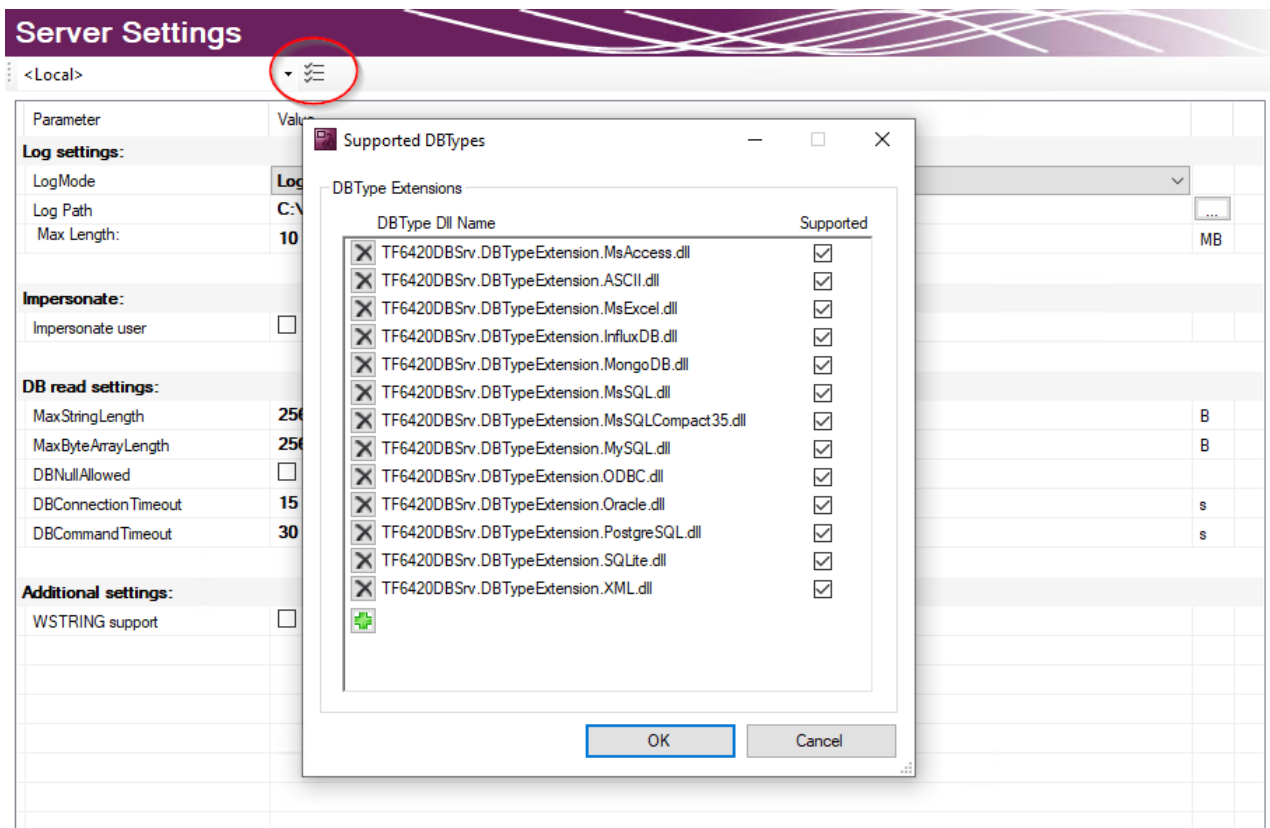 Server Settings
<Local>
Parameter
Log settings:
LogMode
Log Path
Max Length: 10 MB
...
Impersonate:
Impersonate user
DB read settings:
MaxStringLength B
MaxByteArrayLength B
DBNullAllowed
DBConnectionTimeout 15 s
DBCommandTimeout 30 s
Additional settings:
WSTRING support
Supported DBTypes
DBType Extensions
DBType Dll Name Supported
TF6420DBSrv.DBTypeExtension.MsAccess.dll
TF6420DBSrv.DBTypeExtension.ASCII.dll
TF6420DBSrv.DBTypeExtension.MsExcel.dll
TF6420DBSrv.DBTypeExtension.InfluxDB.dll
TF6420DBSrv.DBTypeExtension.MongoDB.dll
TF6420DBSrv.DBTypeExtension.MsSQL.dll
TF6420DBSrv.DBTypeExtension.MsSQLCompact35.dll
TF6420DBSrv.DBTypeExtension.MySQL.dll
TF6420DBSrv.DBTypeExtension.ODBC.dll
TF6420DBSrv.DBTypeExtension.Oracle.dll
TF6420DBSrv.DBTypeExtension.PostgreSQL.dll
TF6420DBSrv.DBTypeExtension.SQLite.dll
TF6420DBSrv.DBTypeExtension.XML.dll
OK
Cancel